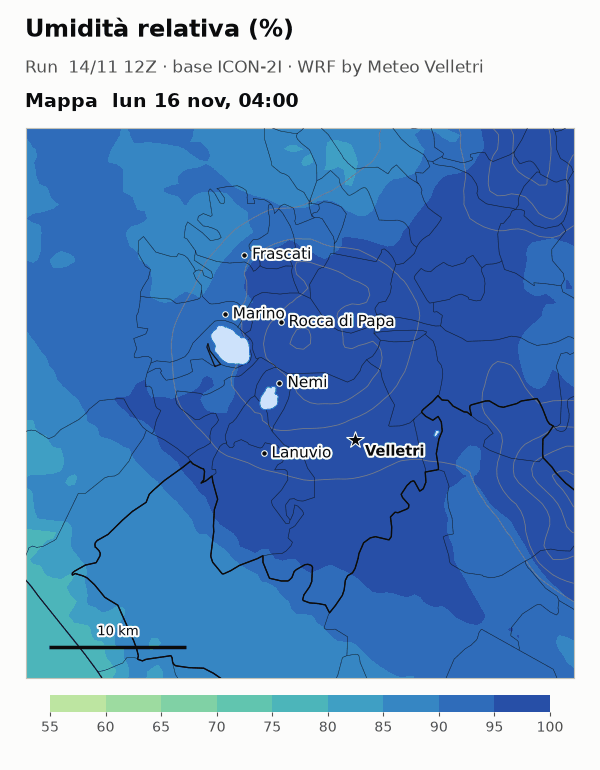 Umidità relativa (%)
Run  14/11 12Z · base ICON-2I · WRF by Meteo Velletri
Mappa  lun 16 nov, 04:00
Frascati
Marino
Rocca di Papa
Nemi
Velletri
Lanuvio
10 km
55 60 65 70 75 80 85 90 95 100